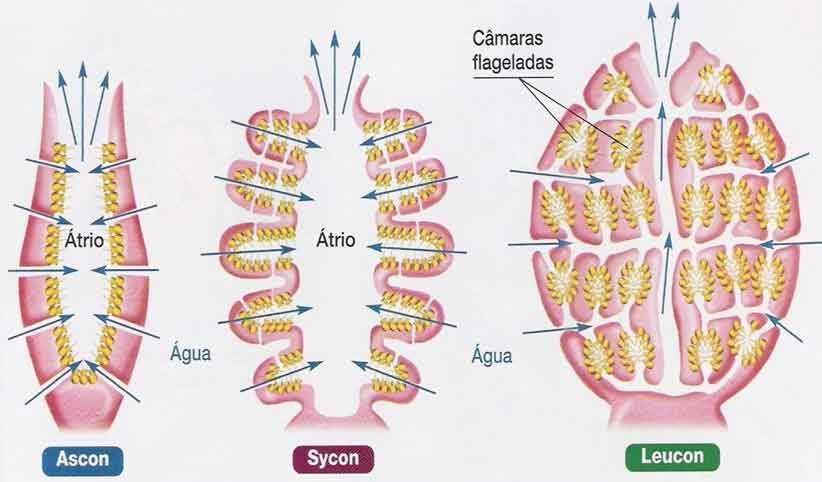 Câmaras
flageladas
Átrio
Átrio
Água
Água
Ascon
Sycon
Leucon